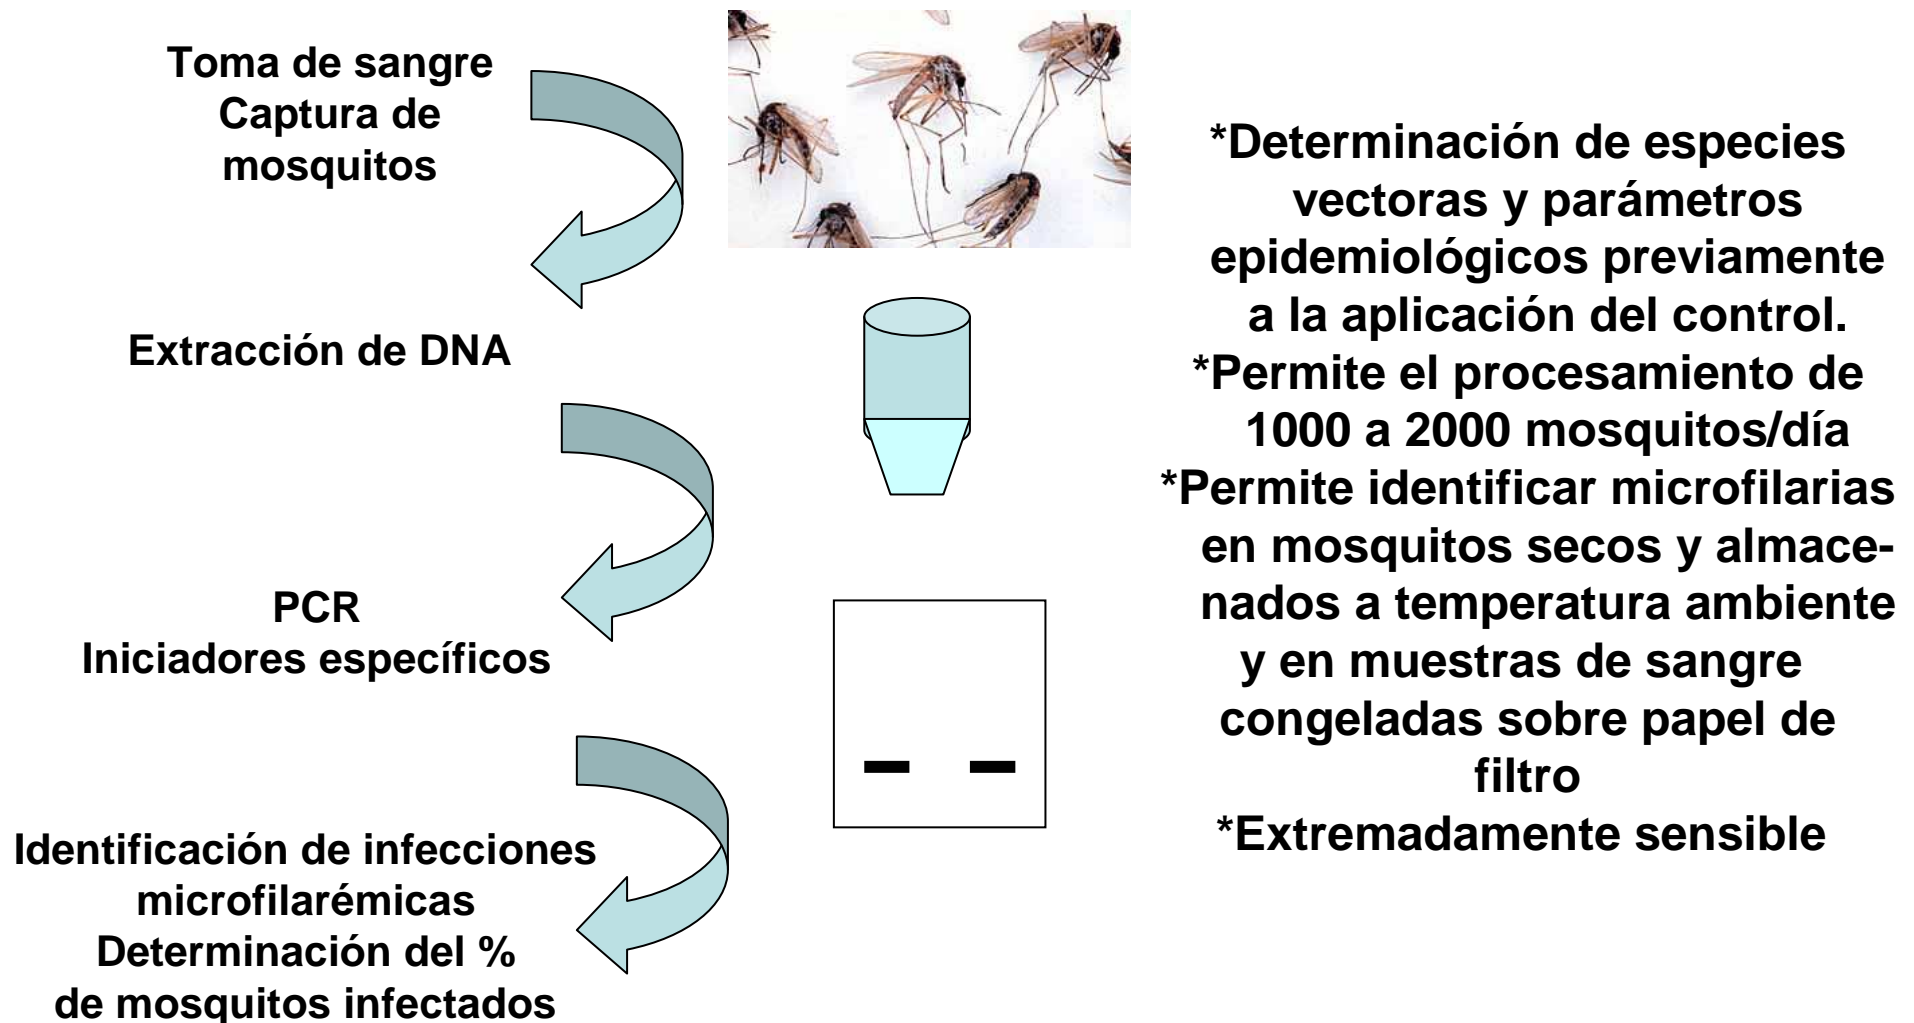 Toma de sangre
Captura de
mosquitos
Extracción de DNA
PCR
Iniciadores específicos
Identificación de infecciones
microfilarémicas
Determinación del %
de mosquitos infectados
*Determinación de especies
vectoras y parámetros
epidemiológicos previamente
a la aplicación del control.
*Permite el procesamiento de
1000 a 2000 mosquitos/día
*Permite identificar microfilarias
en mosquitos secos y almace-
nados a temperatura ambiente
y en muestras de sangre
congeladas sobre papel de
filtro
*Extremadamente sensible